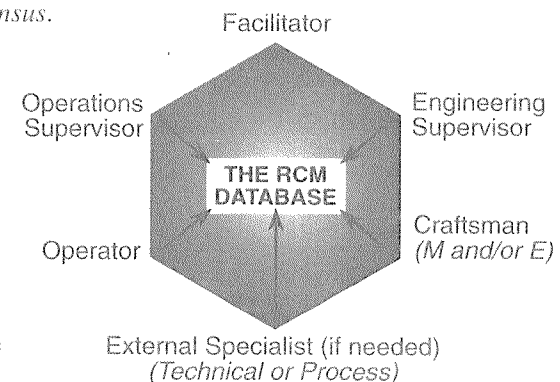 nsus.
Facilitator
Operations
Supervisor
Engineering
Supervisor
THE RCM
DATABASE
Operator
Craftsman
(M and/or E)
External Specialist (if needed)
(Technical or Process)